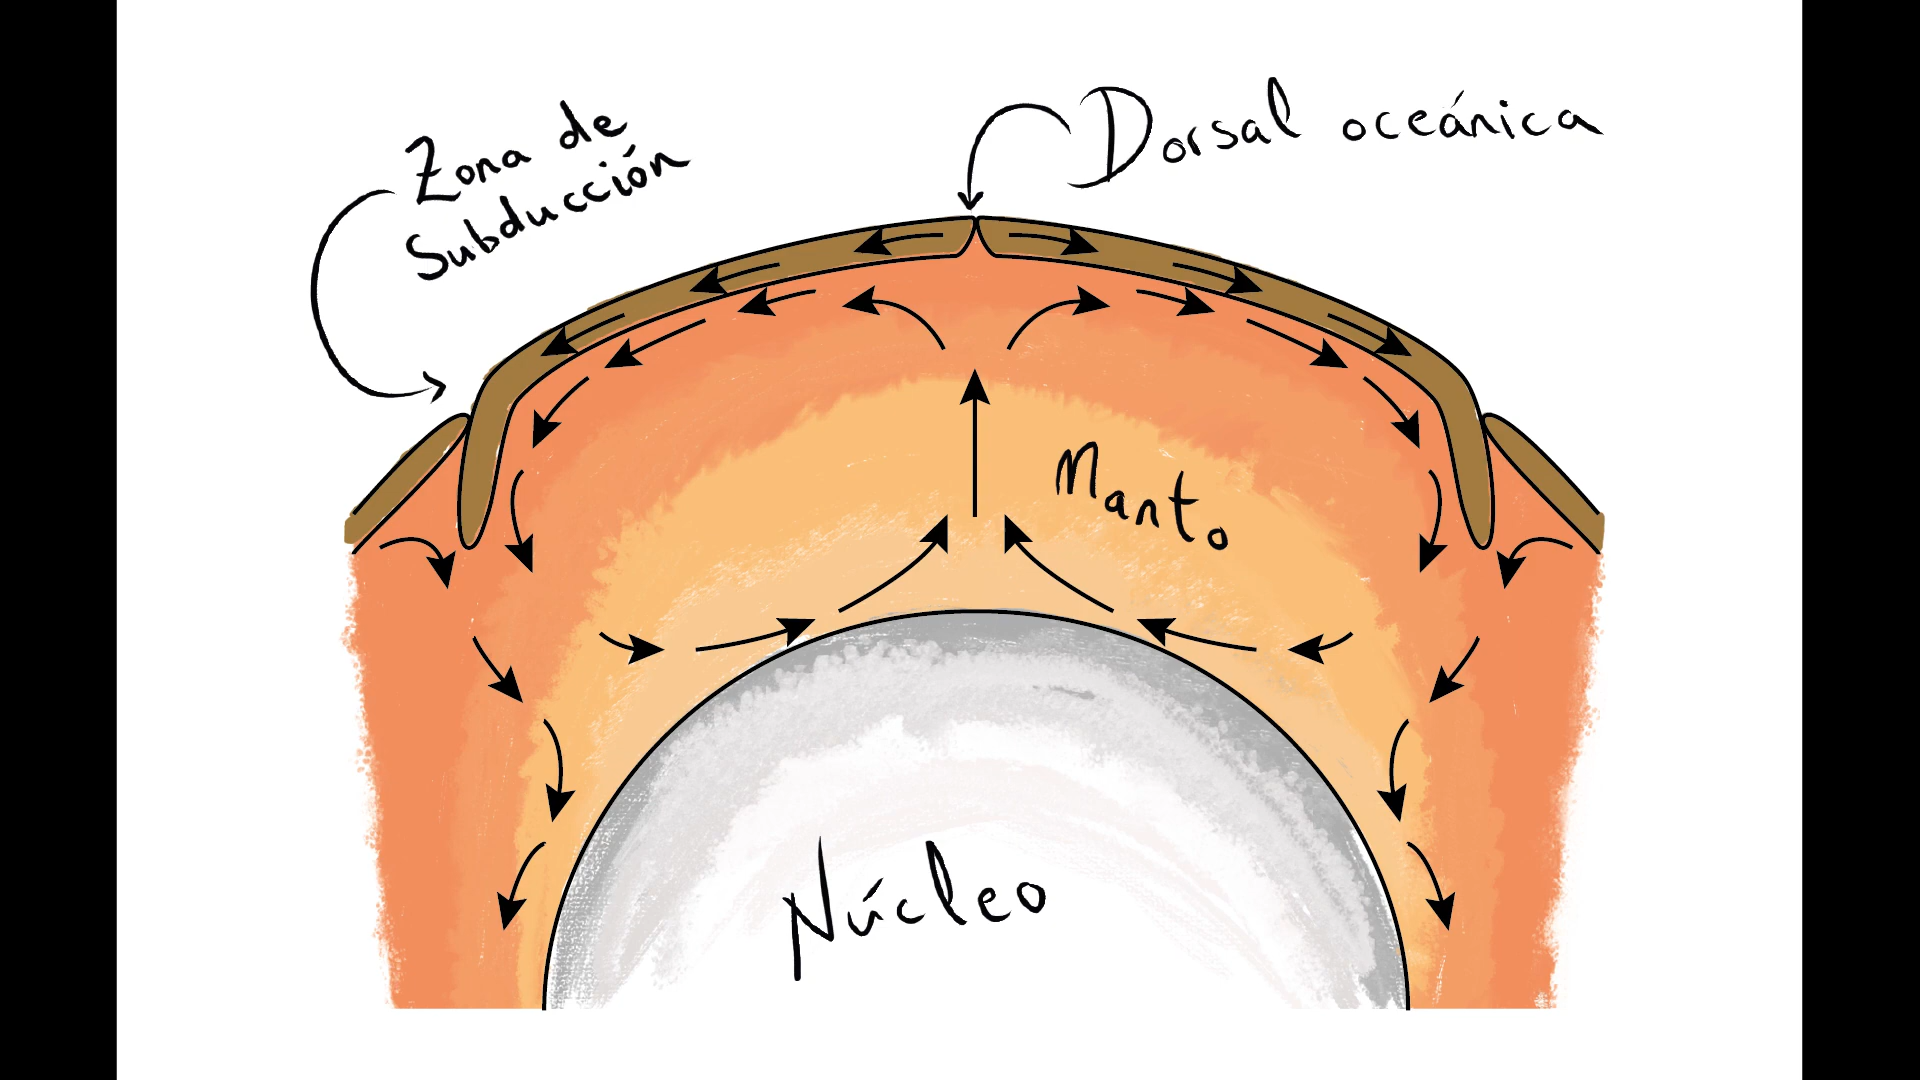 Zona de
Subducción
Dorsal oceánica
Manto
Núcleo